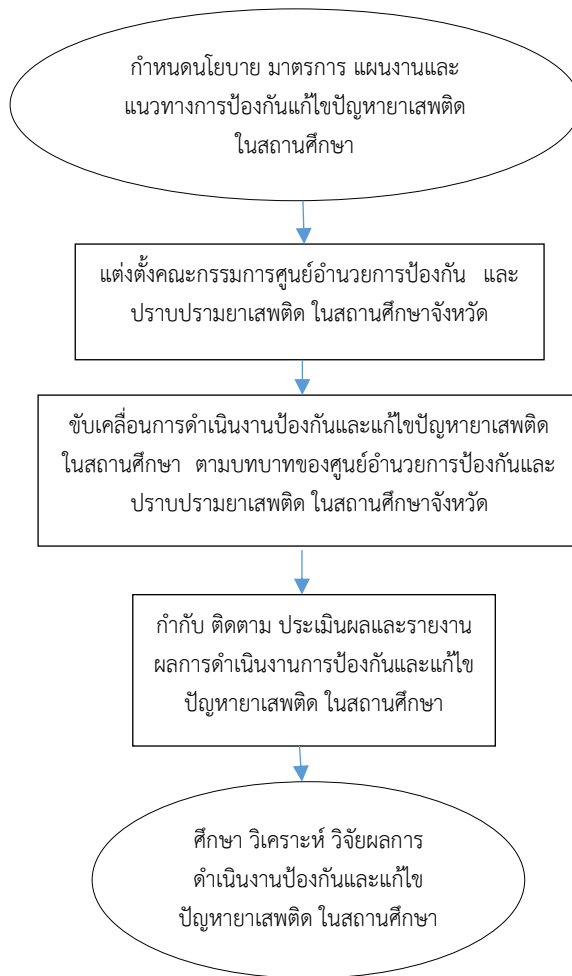 กำหนดนโยบาย มาตรการ แผนงานและ
แนวทางการป้องกันแก้ไขปัญหายาเสพติด
ในสถานศึกษา
แต่งตั้งคณะกรรมการศูนย์อำนวยการป้องกัน และ
ปราบปรามยาเสพติด ในสถานศึกษาจังหวัด
ขับเคลื่อนการดำเนินงานป้องกันและแก้ไขปัญหายาเสพติด
ในสถานศึกษา ตามบทบาทของศูนย์อำนวยการป้องกันและ
ปราบปรามยาเสพติด ในสถานศึกษาจังหวัด
กำกับ ติดตาม ประเมินผลและรายงาน
ผลการดำเนินงานการป้องกันและแก้ไข
ปัญหายาเสพติด ในสถานศึกษา
ศึกษา วิเคราะห์ วิจัยผลการ
ดำเนินงานป้องกันและแก้ไข
ปัญหายาเสพติด ในสถานศึกษา